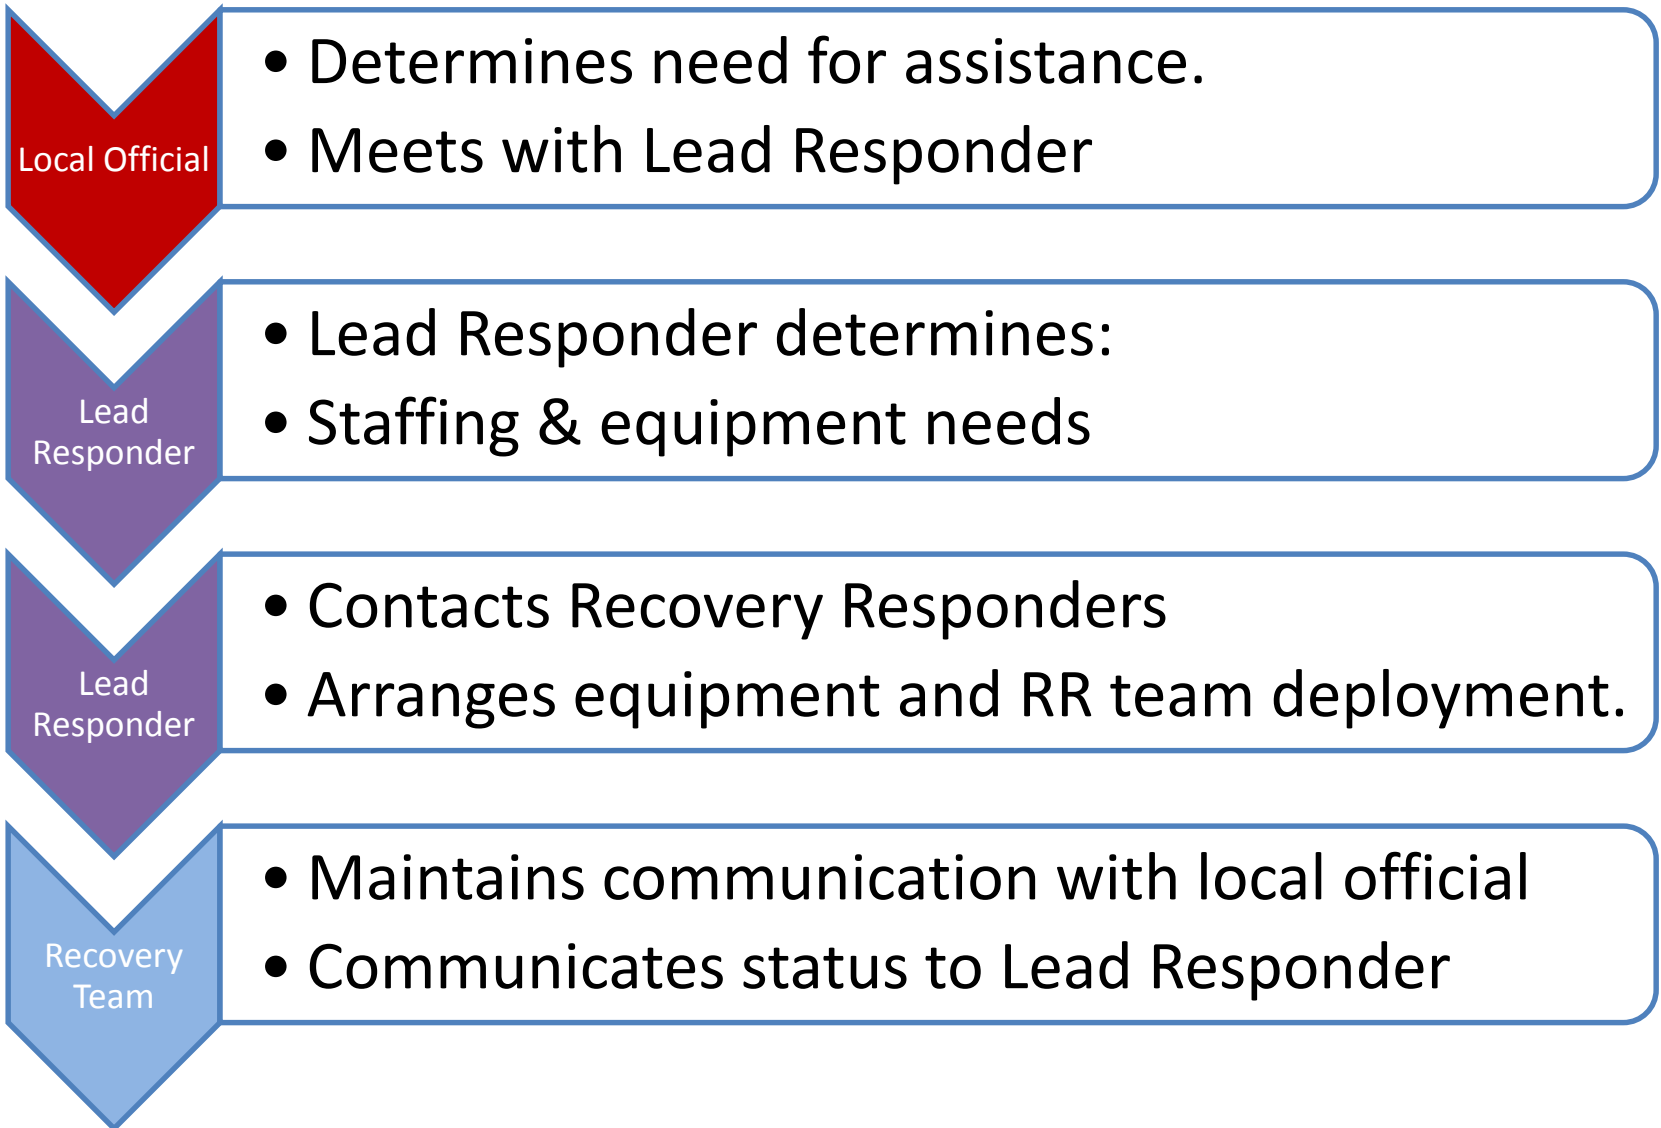 Local Official
• Determines need for assistance.
• Meets with Lead Responder
Lead
Responder
• Lead Responder determines:
• Staffing & equipment needs
Lead
Responder
• Contacts Recovery Responders
• Arranges equipment and RR team deployment.
Recovery
Team
• Maintains communication with local official
• Communicates status to Lead Responder